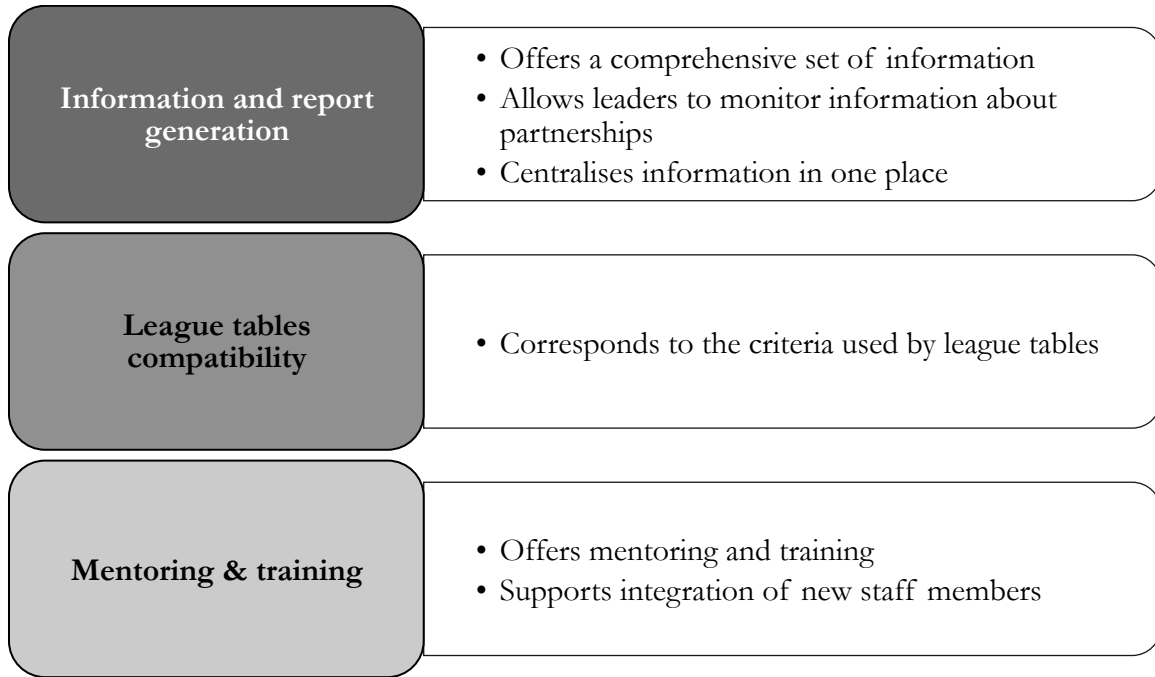 Information and report
generation
• Offers a comprehensive set of information
• Allows leaders to monitor information about
partnerships
• Centralises information in one place
League tables
compatibility
• Corresponds to the criteria used by league tables
Mentoring & training
• Offers mentoring and training
• Supports integration of new staff members